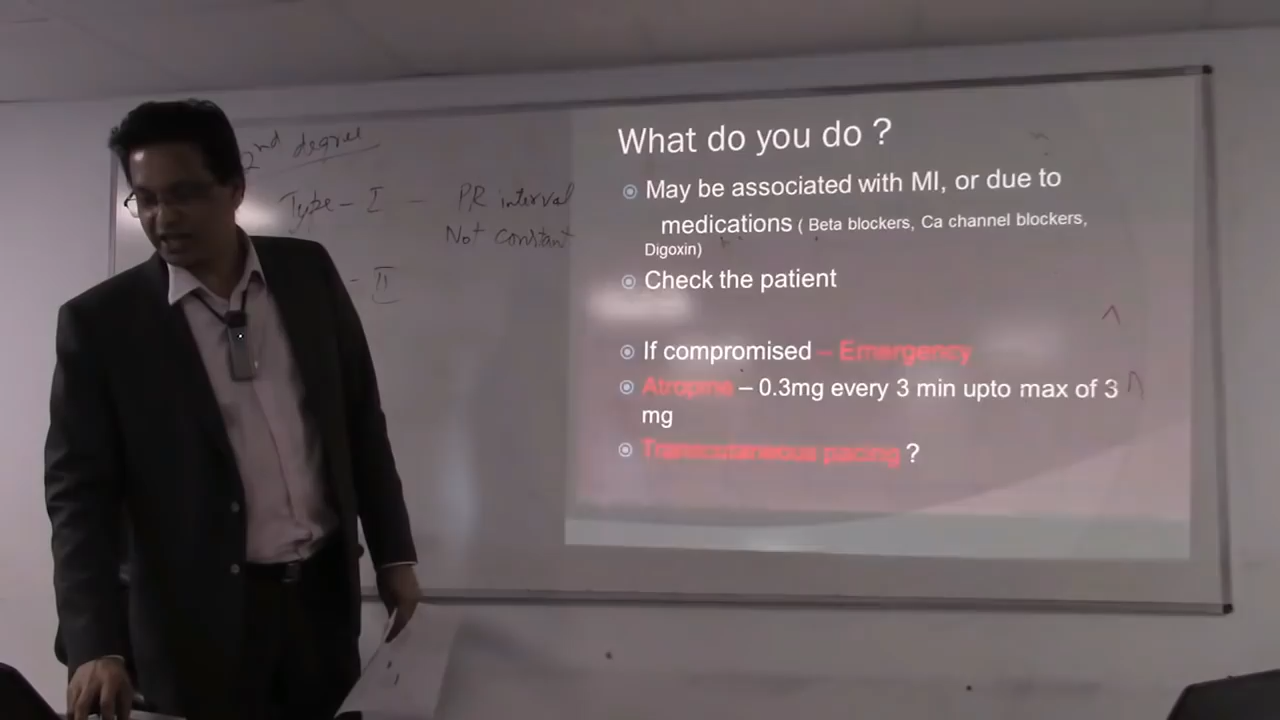 2nd degree
Type - I - PR interval
Not constant
- II
What do you do ?
May be associated with MI, or due to
medications ( Beta blockers, Ca channel blockers,
Digoxin)
Check the patient
If compromised – Emergency
Atropine – 0.3mg every 3 min upto max of 3
mg
Transcutaneous pacing ?